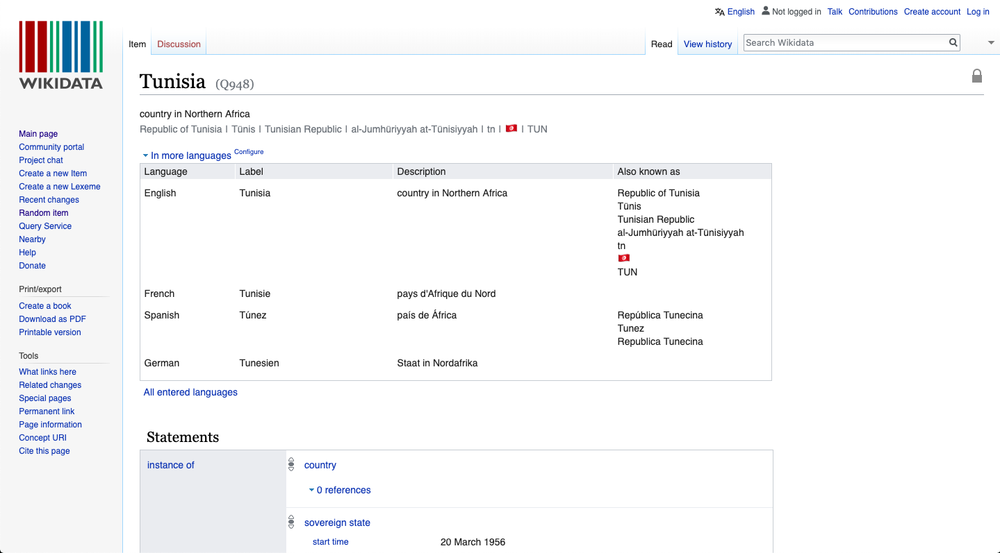 English Not logged in Talk Contributions Create account Log in
WIKIDATA
Item Discussion Read View history Search Wikidata
Main page
Community portal
Project chat
Create a new Item
Create a new Lexeme
Recent changes
Random item
Query Service
Nearby
Help
Donate
Print/export
Create a book
Download as PDF
Printable version
Tools
What links here
Related changes
Special pages
Permanent link
Page information
Concept URI
Cite this page
Tunisia (Q948)
country in Northern Africa
Republic of Tunisia | Tūnis | Tunisian Republic | al-Jumhūriyyah at-Tūnisiyyah | tn | 🇹🇳 | TUN
In more languages Configure
Language Label Description Also known as
English Tunisia country in Northern Africa Republic of Tunisia
Tūnis
Tunisian Republic
al-Jumhūriyyah at-Tūnisiyyah
tn
🇹🇳
TUN
French Tunisie pays d'Afrique du Nord
Spanish Túnez país de África República Tunecina
Tunez
Republica Tunecina
German Tunesien Staat in Nordafrika
All entered languages
Statements
instance of country
0 references
sovereign state
start time 20 March 1956